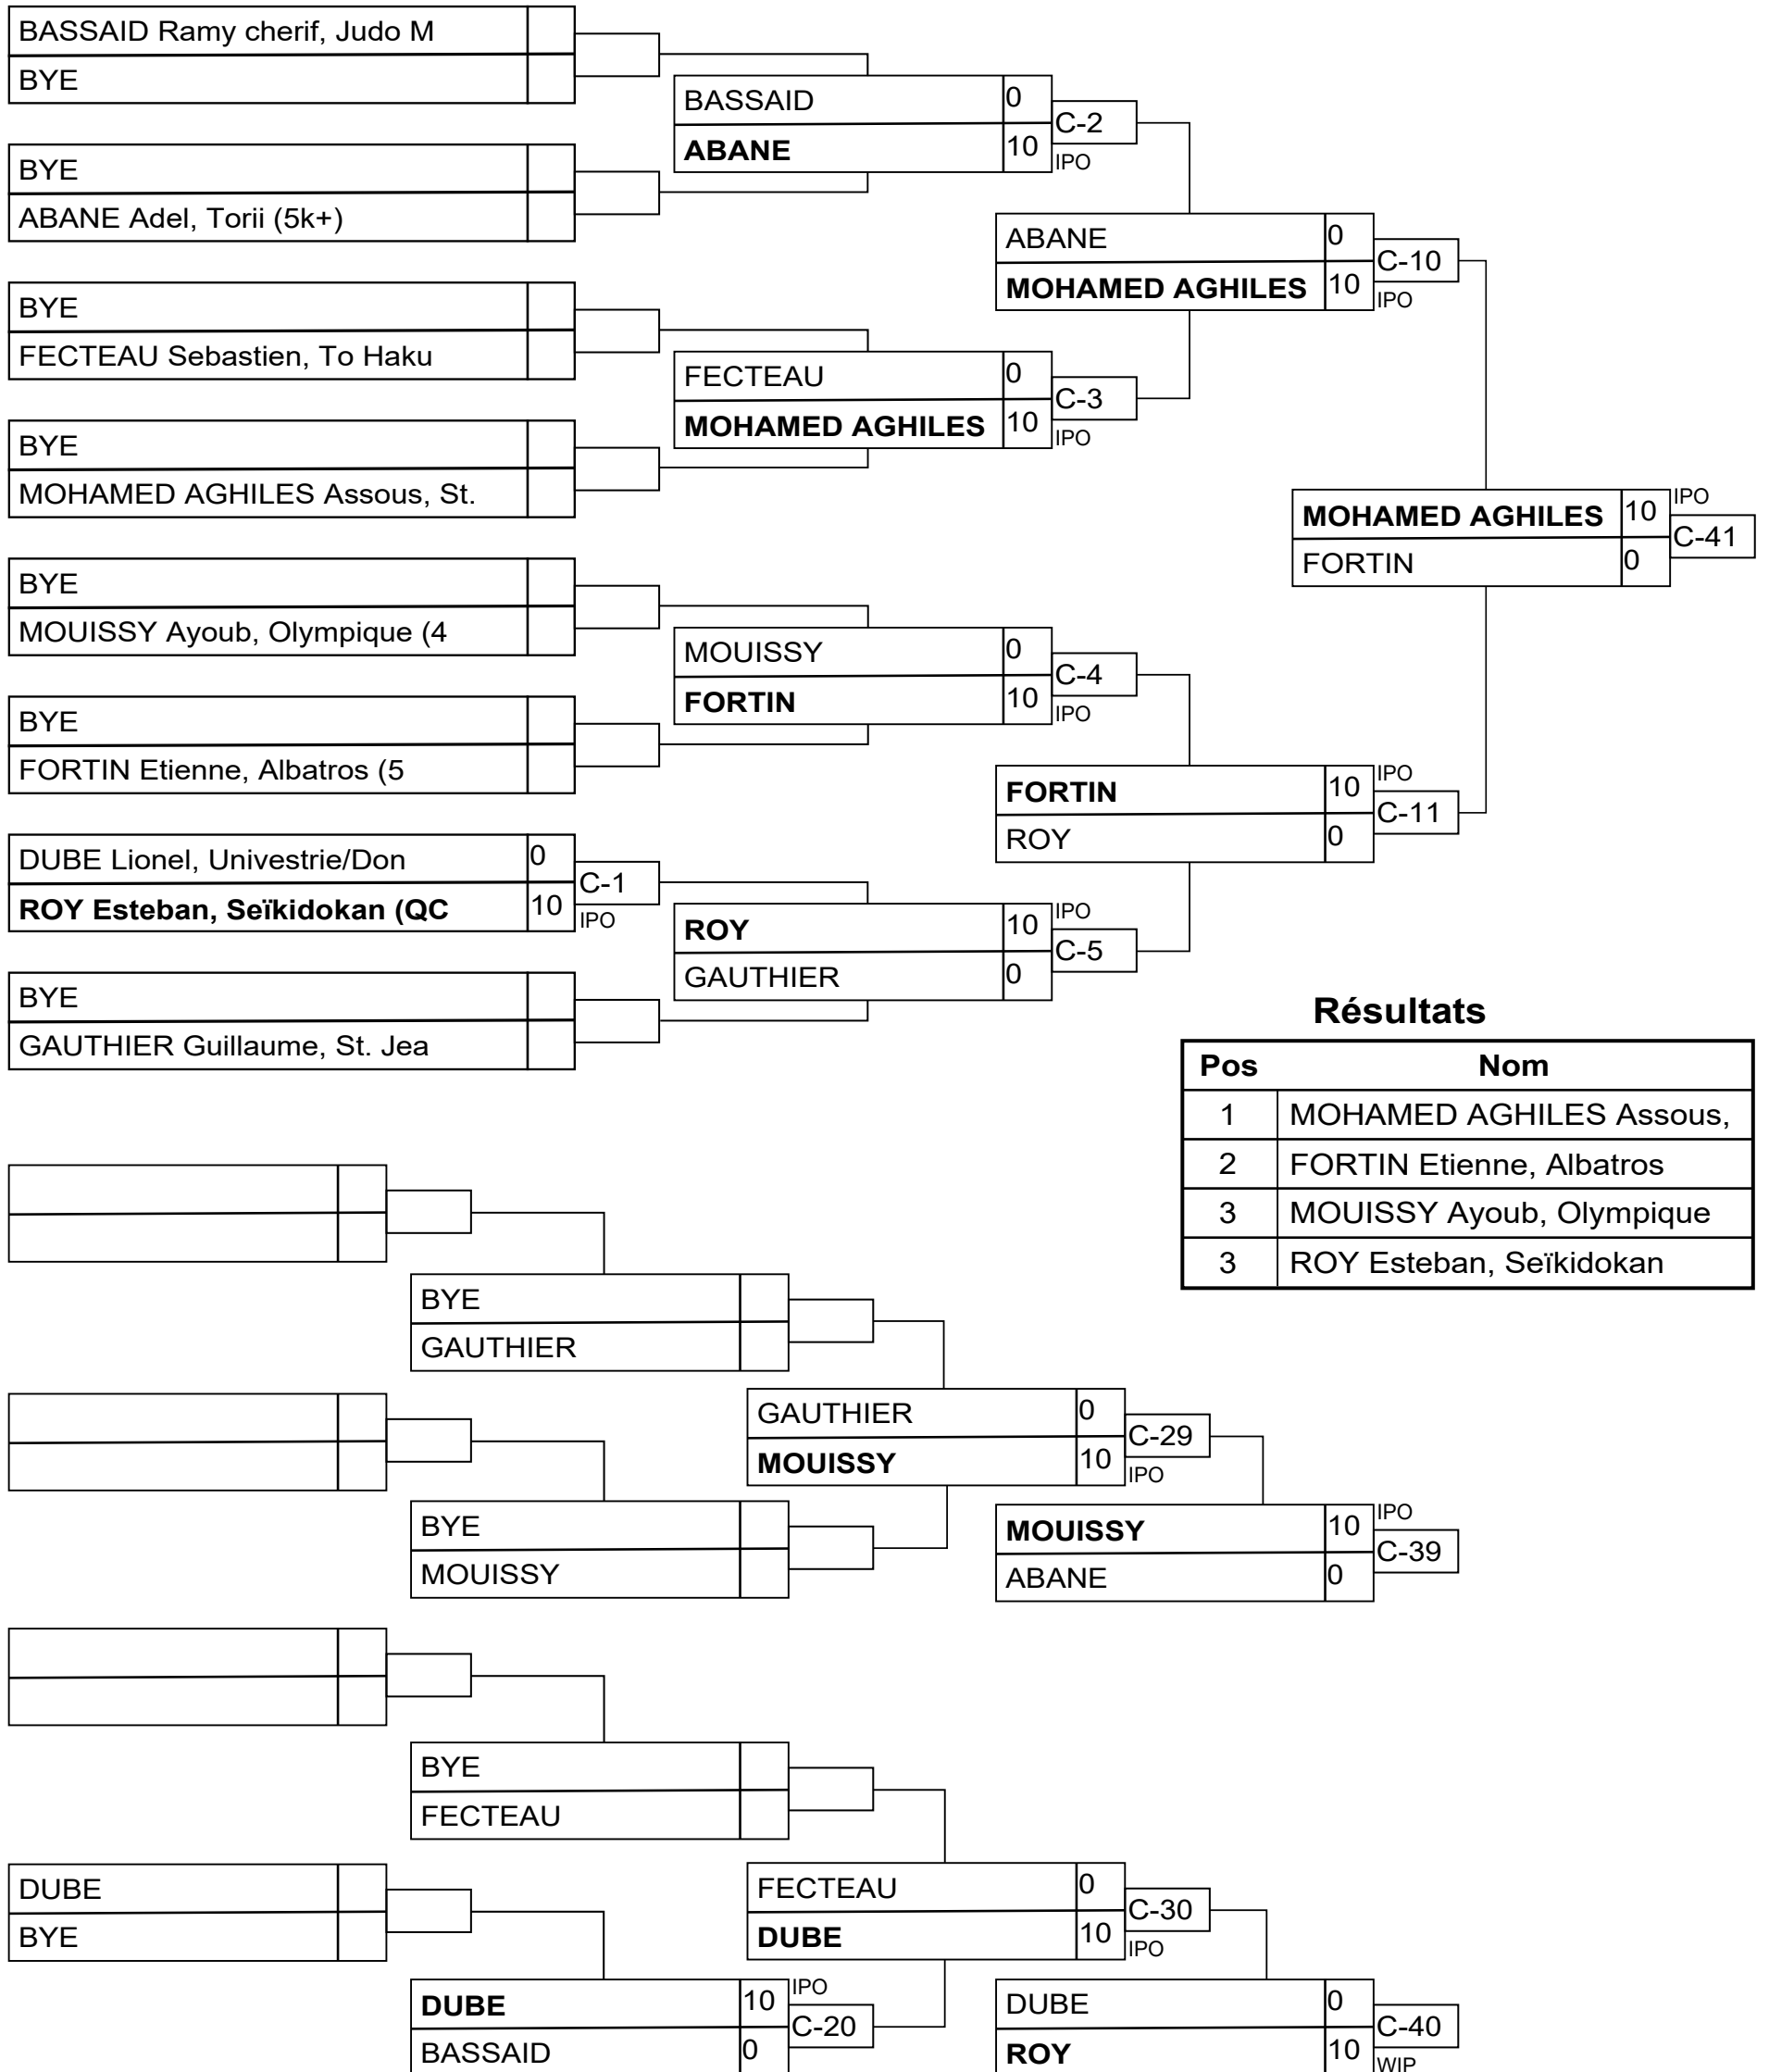 BASSAID Ramy cherif, Judo M
BYE
BASSAID 0
ABANE 10
C-2
IPO
BYE
ABANE Adel, Torii (5k+)
ABANE 0
MOHAMED AGHILES 10
C-10
IPO
BYE
FECTEAU Sebastien, To Haku
FECTEAU 0
MOHAMED AGHILES 10
C-3
IPO
BYE
MOHAMED AGHILES Assous, St.
MOHAMED AGHILES 10
FORTIN 0
IPO
C-41
BYE
MOUISSY Ayoub, Olympique (4
MOUISSY 0
FORTIN 10
C-4
IPO
BYE
FORTIN Etienne, Albatros (5
FORTIN 10
ROY 0
IPO
C-11
DUBE Lionel, Univestrie/Don 0
ROY Esteban, Seïkidokan (QC 10
C-1
IPO
ROY 10
GAUTHIER 0
IPO
C-5
BYE
GAUTHIER Guillaume, St. Jea
Résultats
Pos Nom
1 MOHAMED AGHILES Assous,
2 FORTIN Etienne, Albatros
3 MOUISSY Ayoub, Olympique
3 ROY Esteban, Seïkidokan
BYE
GAUTHIER
GAUTHIER 0
MOUISSY 10
C-29
IPO
BYE
MOUISSY
MOUISSY 10
ABANE 0
IPO
C-39
BYE
FECTEAU
DUBE
BYE
FECTEAU 0
DUBE 10
C-30
IPO
DUBE 10
BASSAID 0
IPO
C-20
DUBE 0
ROY 10
C-40
WIP